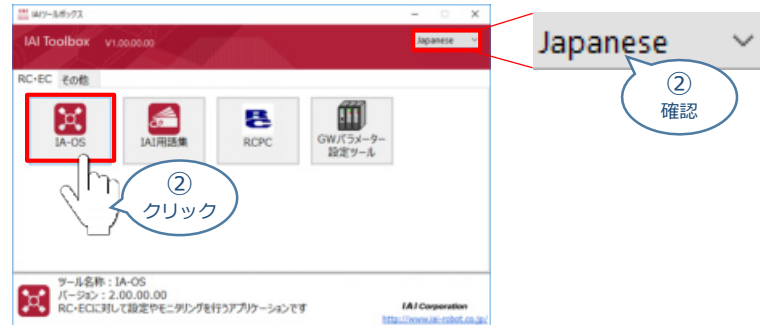 IAIツールボックス
IAI Toolbox V1.00.00.00
Japanese
Japanese
②
確認
RC・EC その他
IA-OS
IAI用語集
RCPC
GWパラメーター
設定ツール
②
クリック
ツール名称：IA-OS
バージョン：2.00.00.00
RC・ECに対して設定やモニタリングを行うアプリケーションです
IAI Corporation
http://www.iai-robot.co.jp/